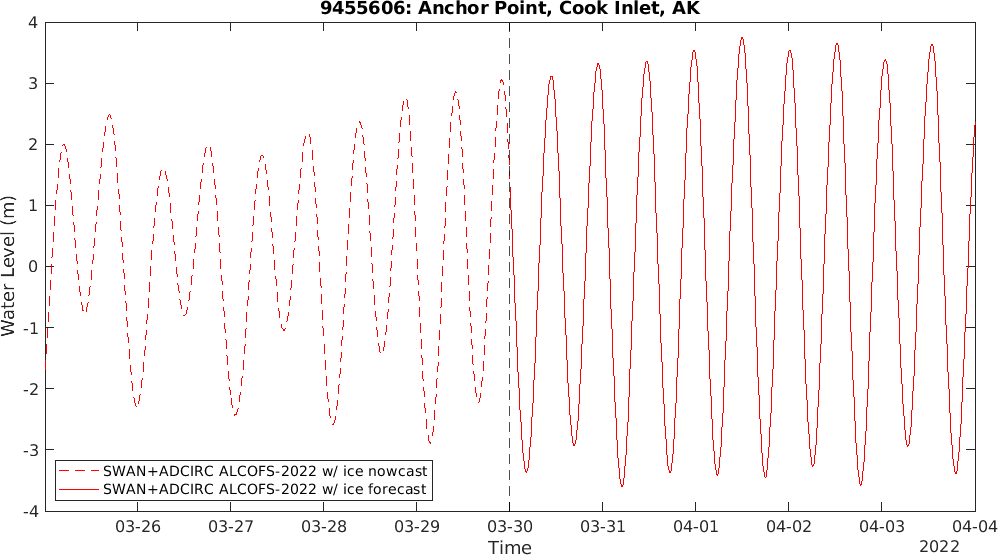 9455606: Anchor Point, Cook Inlet, AK
4
3
2
1
0
-1
-2
-3
-4
Water Level (m)
SWAN+ADCIRC ALCOFS-2022 w/ ice nowcast
SWAN+ADCIRC ALCOFS-2022 w/ ice forecast
03-26 03-27 03-28 03-29 03-30 03-31 04-01 04-02 04-03 04-04
Time
2022